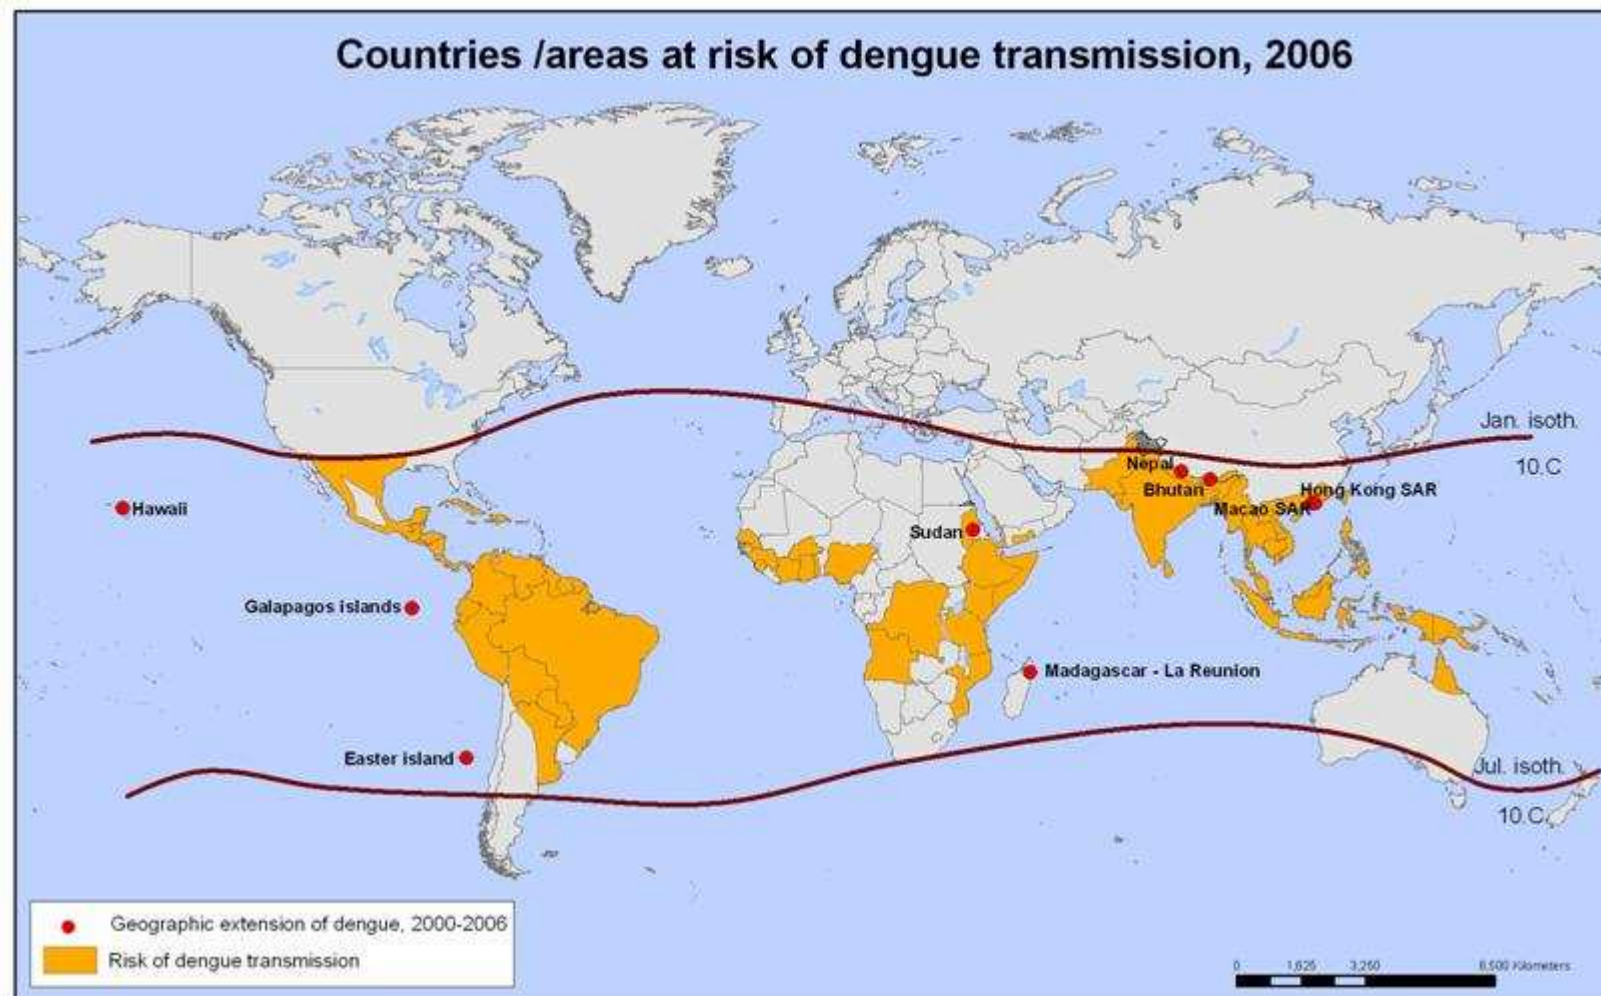 Countries /areas at risk of dengue transmission, 2006
Jan. isoth.
10.C
Nepal
Bhutan
Hong Kong SAR
Macao SAR
Hawaii
Sudan
Galapagos islands
Madagascar - La Reunion
Easter island
Jul. isoth.
10.C
Geographic extension of dengue, 2000-2006
Risk of dengue transmission
0 1,625 3,250 6,500 Kilometers